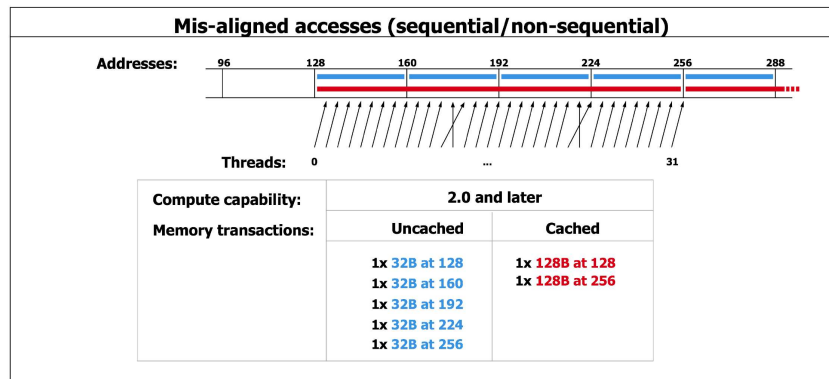 Mis-aligned accesses (sequential/non-sequential)
Addresses: 96 128 160 192 224 256 288
Threads: 0 ... 31
Compute capability: 2.0 and later
Memory transactions: Uncached Cached
1x 32B at 128 1x 128B at 128
1x 32B at 160 1x 128B at 256
1x 32B at 192
1x 32B at 224
1x 32B at 256